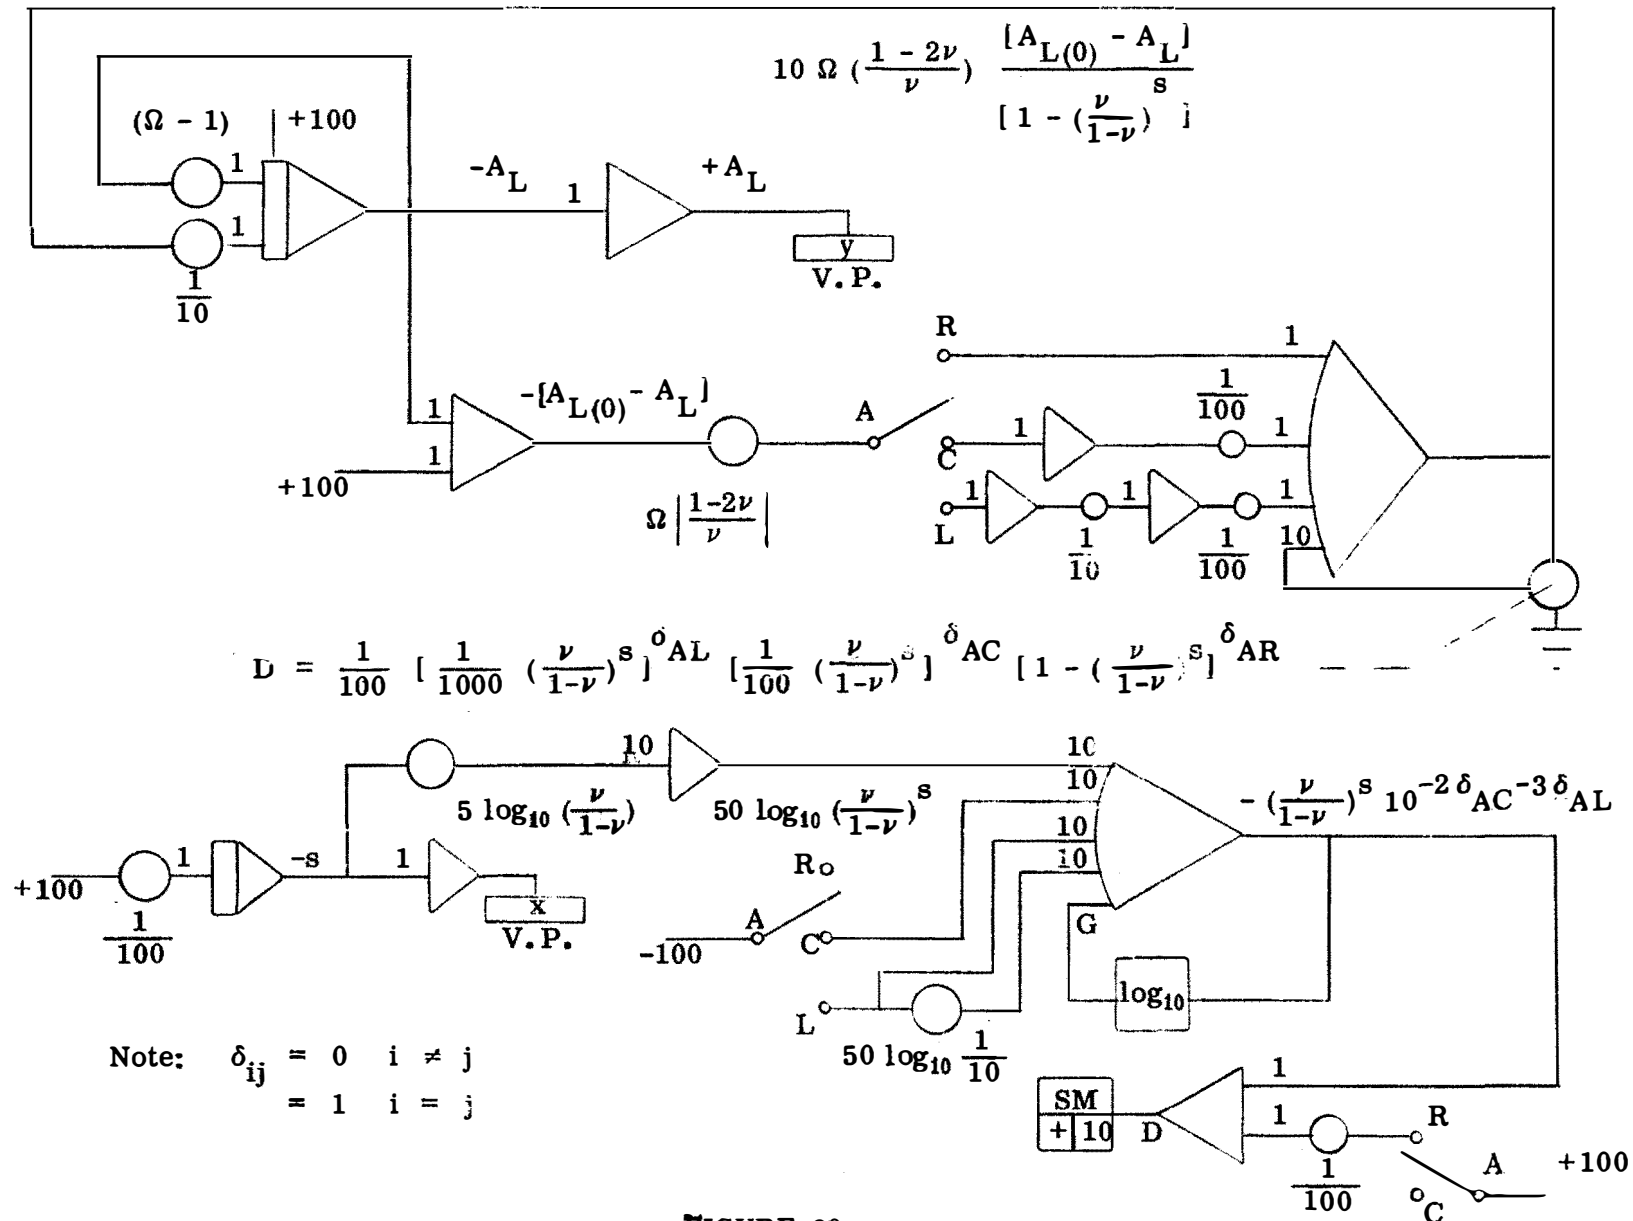 10 Ω (1 - 2ν / ν) [A_L(0) - A_L] / [1 - (ν / 1-ν)^s]
(Ω - 1)
+100
1
1
1/10
-A_L
1
+A_L
y
V. P.
R
1
-[A_L(0) - A_L]
A
1/100
1
1
1
1
C
+100
Ω |1-2ν / ν|
L
1
1/10
1
1/100
1
10
D = 1/100 [1/1000 (ν/1-ν)^s]^δAL [1/100 (ν/1-ν)^s]^δAC [1 - (ν/1-ν)^s]^δAR
10
10
10
10
10
5 log10 (ν/1-ν)
50 log10 (ν/1-ν)^s
- (ν/1-ν)^s 10^-2 δAC -3 δAL
+100
1
1/100
-s
1
x
V. P.
R
A
-100
C
G
log10
L
50 log10 1/10
Note: δij = 0 i ≠ j
= 1 i = j
1
SM
+ 10
D
1
R
1/100
A
+100
C